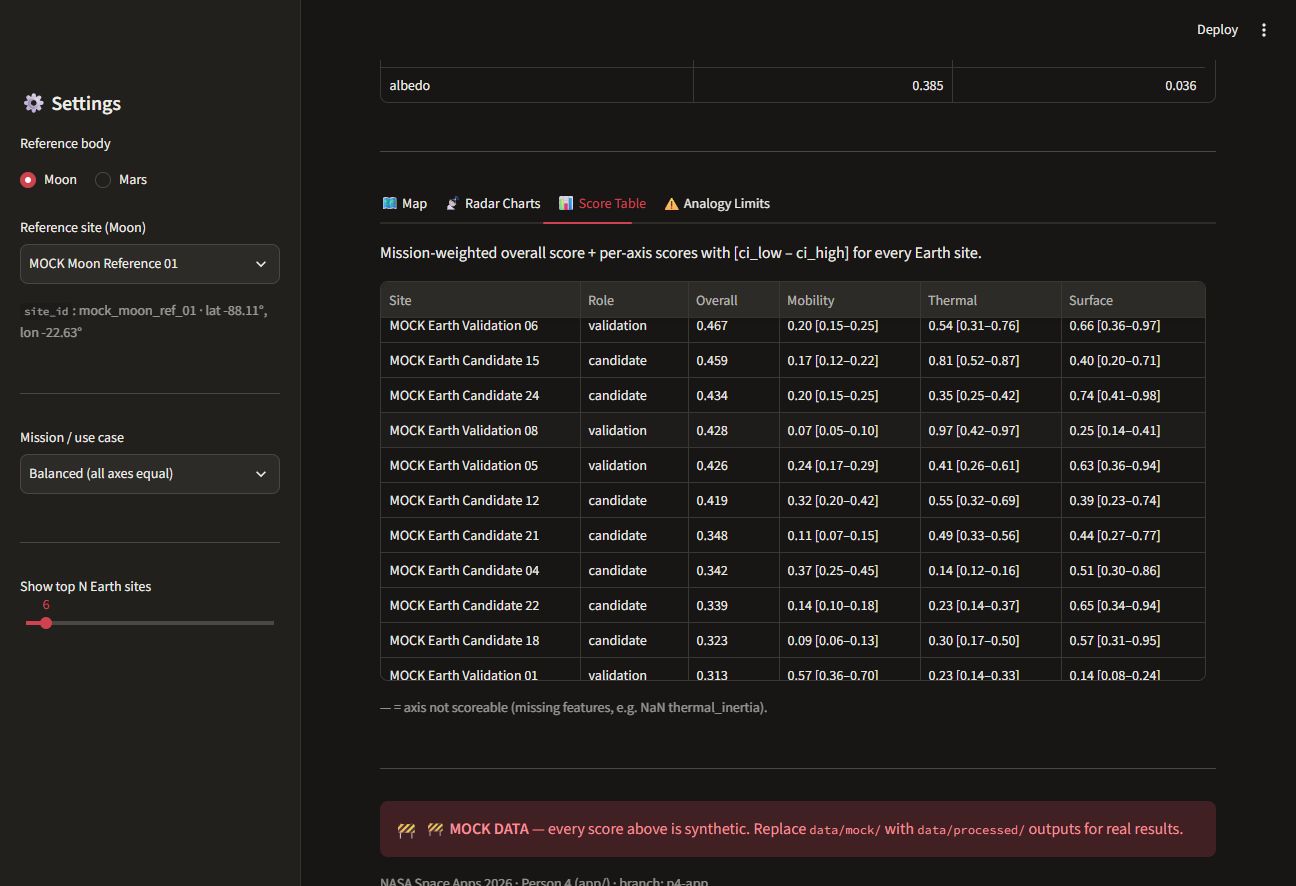 Deploy
Settings
Reference body
Moon Mars
Reference site (Moon)
MOCK Moon Reference 01
site_id : mock_moon_ref_01 · lat -88.11°,
lon -22.63°
Mission / use case
Balanced (all axes equal)
Show top N Earth sites
6
albedo 0.385 0.036
Map Radar Charts Score Table Analogy Limits
Mission-weighted overall score + per-axis scores with [ci_low – ci_high] for every Earth site.
Site Role Overall Mobility Thermal Surface
MOCK Earth Validation 06 validation 0.467 0.20 [0.15–0.25] 0.54 [0.31–0.76] 0.66 [0.36–0.97]
MOCK Earth Candidate 15 candidate 0.459 0.17 [0.12–0.22] 0.81 [0.52–0.87] 0.40 [0.20–0.71]
MOCK Earth Candidate 24 candidate 0.434 0.20 [0.15–0.25] 0.35 [0.25–0.42] 0.74 [0.41–0.98]
MOCK Earth Validation 08 validation 0.428 0.07 [0.05–0.10] 0.97 [0.42–0.97] 0.25 [0.14–0.41]
MOCK Earth Validation 05 validation 0.426 0.24 [0.17–0.29] 0.41 [0.26–0.61] 0.63 [0.36–0.94]
MOCK Earth Candidate 12 candidate 0.419 0.32 [0.20–0.42] 0.55 [0.32–0.69] 0.39 [0.23–0.74]
MOCK Earth Candidate 21 candidate 0.348 0.11 [0.07–0.15] 0.49 [0.33–0.56] 0.44 [0.27–0.77]
MOCK Earth Candidate 04 candidate 0.342 0.37 [0.25–0.45] 0.14 [0.12–0.16] 0.51 [0.30–0.86]
MOCK Earth Candidate 22 candidate 0.339 0.14 [0.10–0.18] 0.23 [0.14–0.37] 0.65 [0.34–0.94]
MOCK Earth Candidate 18 candidate 0.323 0.09 [0.06–0.13] 0.30 [0.17–0.50] 0.57 [0.31–0.95]
MOCK Earth Validation 01 validation 0.313 0.57 [0.36–0.70] 0.23 [0.14–0.33] 0.14 [0.08–0.24]
— = axis not scoreable (missing features, e.g. NaN thermal_inertia).
MOCK DATA — every score above is synthetic. Replace data/mock/ with data/processed/ outputs for real results.
NASA Space Apps 2026 · Person 4 (app/) · branch: p4-app